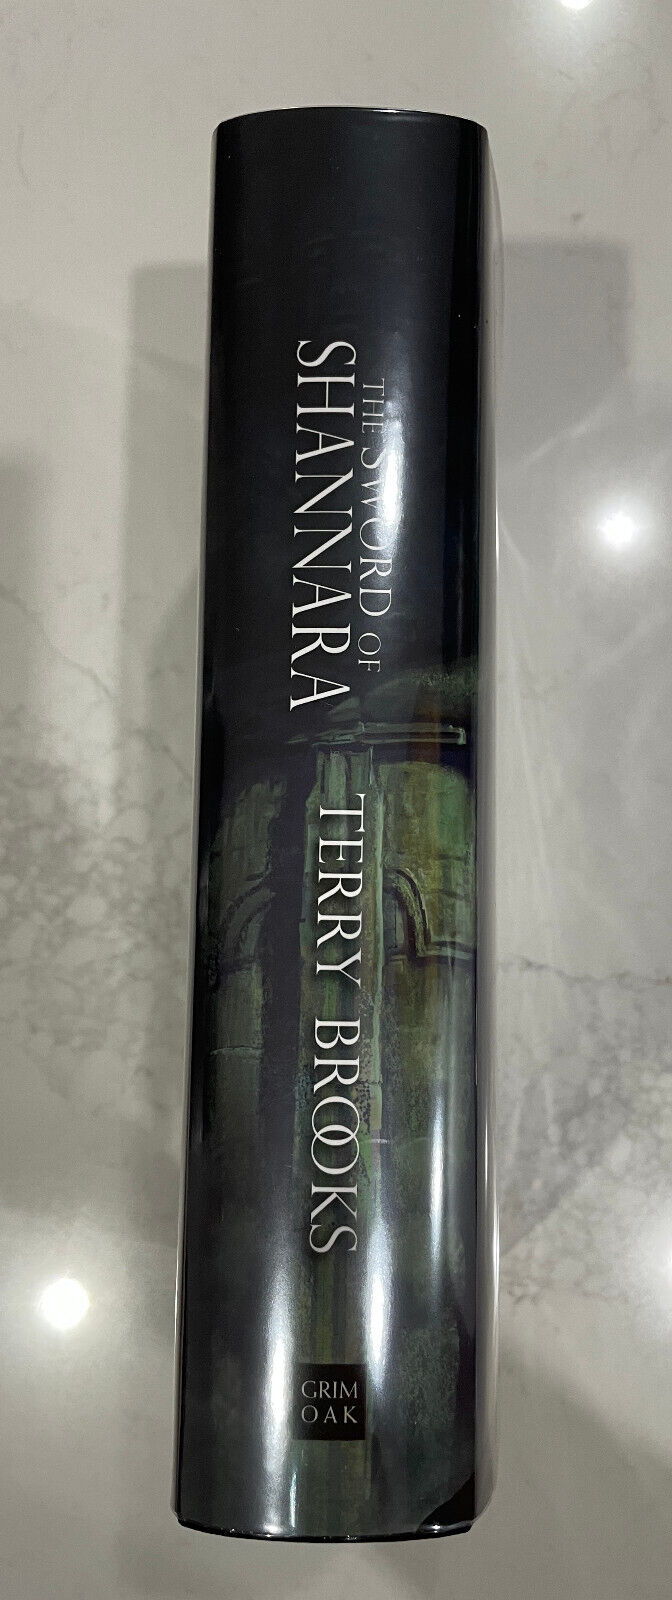 THE SWORD OF
SHANNARA
TERRY BROOKS
GRIM
OAK